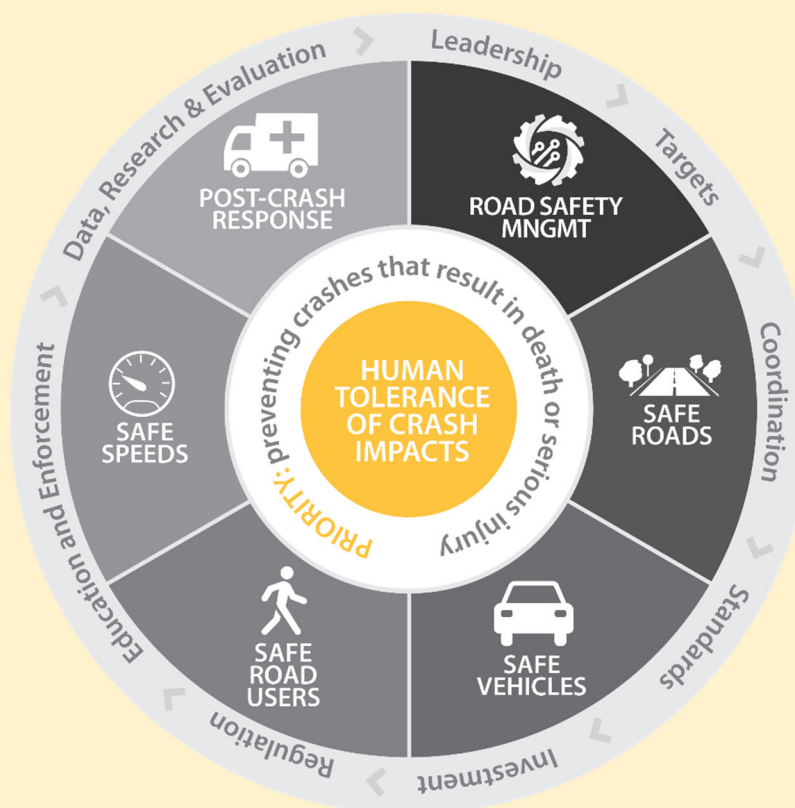 Leadership
Targets
Coordination
Standards
Investment
Regulation
Education and Enforcement
Data, Research & Evaluation
ROAD SAFETY
MNGMT
SAFE
ROADS
SAFE
VEHICLES
SAFE
ROAD
USERS
SAFE
SPEEDS
POST-CRASH
RESPONSE
PRIORITY: preventing crashes that result in death or serious injury
HUMAN
TOLERANCE
OF CRASH
IMPACTS